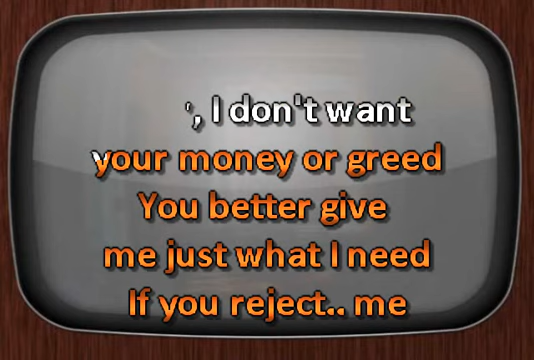 , I don't want
your money or greed
You better give
me just what I need
If you reject.. me